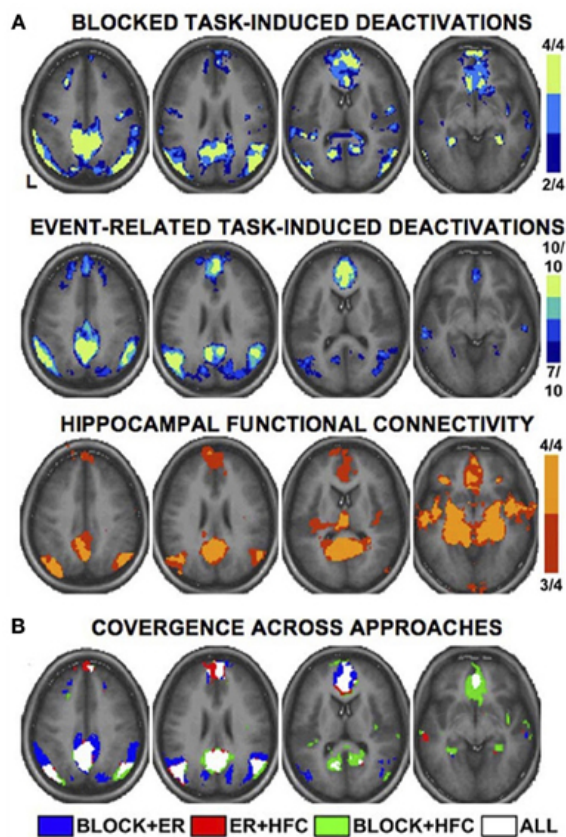 A BLOCKED TASK-INDUCED DEACTIVATIONS
4/4
L
2/4
EVENT-RELATED TASK-INDUCED DEACTIVATIONS
10/
10
7/
10
HIPPOCAMPAL FUNCTIONAL CONNECTIVITY
4/4
3/4
B COVERGENCE ACROSS APPROACHES
BLOCK+ER ER+HFC BLOCK+HFC ALL